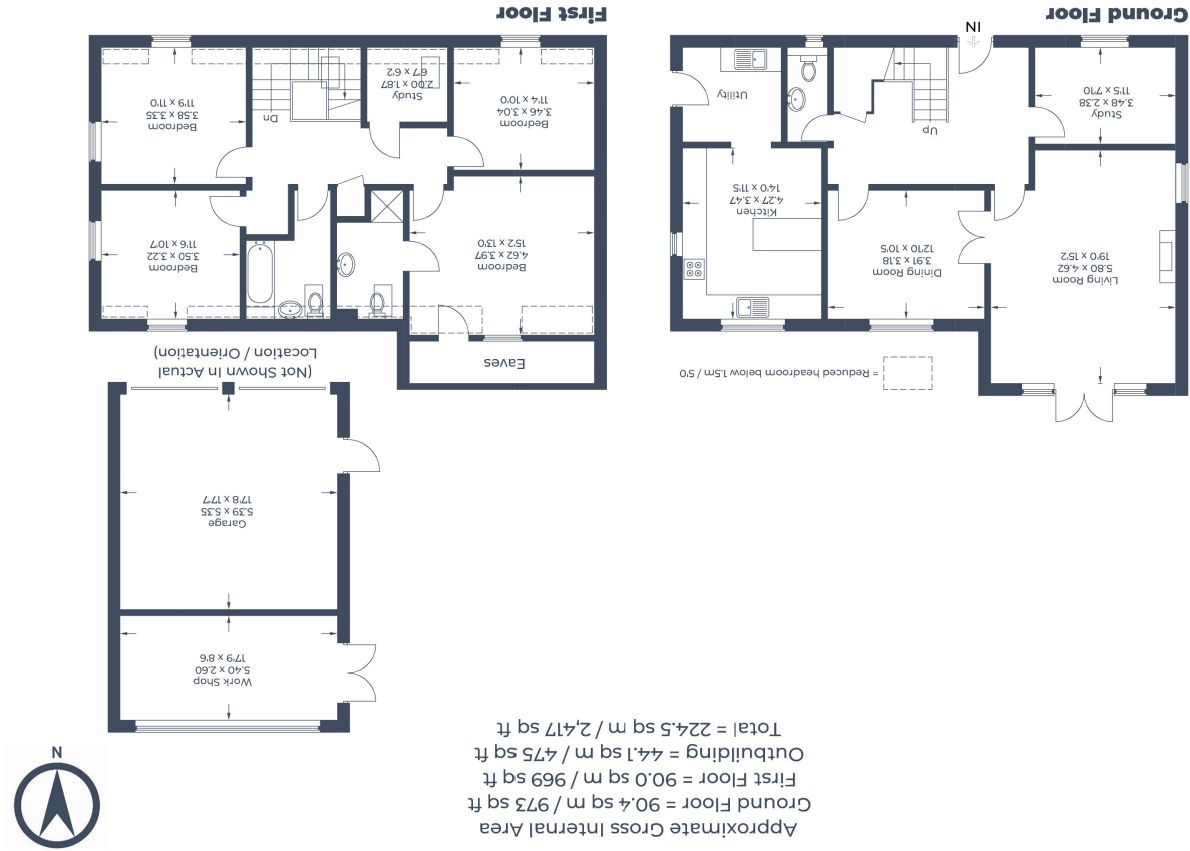 Approximate Gross Internal Area
Ground Floor = 90.4 sq m / 973 sq ft
First Floor = 90.0 sq m / 969 sq ft
Outbuilding = 44.1 sq m / 475 sq ft
Total = 224.5 sq m / 2,417 sq ft
N
Work Shop
5.40 x 2.60
17'9 x 8'6
Garage
5.39 x 5.35
17'8 x 17'7
(Not Shown In Actual
Location / Orientation)
= Reduced headroom below 1.5m / 5'0
Living Room
5.80 x 4.62
19'0 x 15'2
Dining Room
3.91 x 3.18
12'10 x 10'5
Kitchen
4.27 x 3.47
14'0 x 11'5
Study
3.48 x 2.38
11'5 x 7'10
Up
Utility
IN
Ground Floor
Eaves
Bedroom
4.62 x 3.97
15'2 x 13'0
Bedroom
3.50 x 3.22
11'6 x 10'7
Bedroom
3.46 x 3.04
11'4 x 10'0
Study
2.00 x 1.87
6'7 x 6'2
Dn
Bedroom
3.58 x 3.35
11'9 x 11'0
First Floor